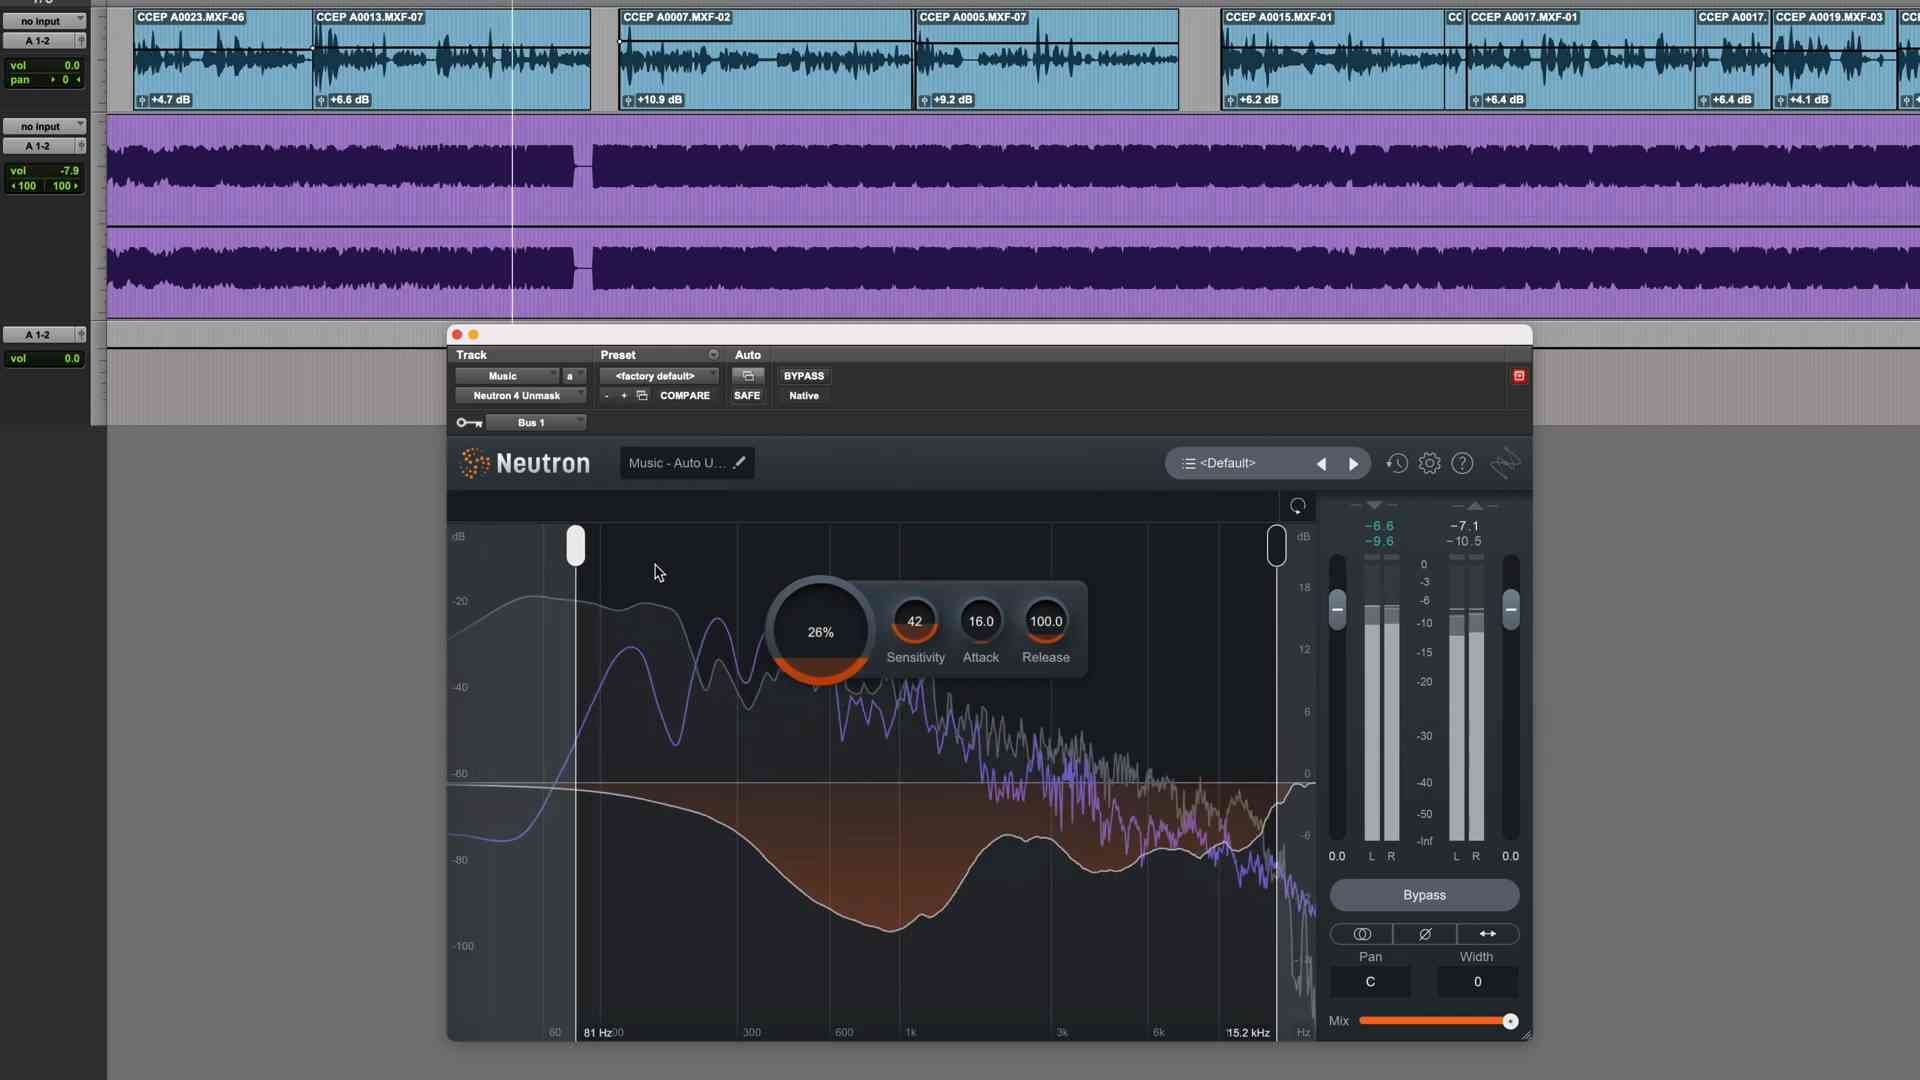 no input
A 1-2
vol 0.0
pan 0
CCEP A0023.MXF-06
+4.7 dB
CCEP A0013.MXF-07
+6.6 dB
CCEP A0007.MXF-02
+10.9 dB
CCEP A0005.MXF-07
+9.2 dB
CCEP A0015.MXF-01
+6.2 dB
CC
CCEP A0017.MXF-01
+6.4 dB
CCEP A0017.
+6.4 dB
CCEP A0019.MXF-03
+4.1 dB
no input
A 1-2
vol -7.9
100 100
A 1-2
vol 0.0
Track Preset Auto
Music a <factory default> BYPASS
Neutron 4 Unmask - + COMPARE SAFE Native
Bus 1
Neutron Music - Auto U... <Default>
dB
-20
-40
-60
-80
-100
26%
42 16.0 100.0
Sensitivity Attack Release
dB
18
12
6
0
-6
60 81 Hz 300 600 1k 3k 6k 15.2 kHz Hz
-6.6 -7.1
-9.6 -10.5
0
-3
-6
-10
-15
-20
-30
-40
-50
-Inf
0.0 L R L R 0.0
Bypass
Pan Width
C 0
Mix